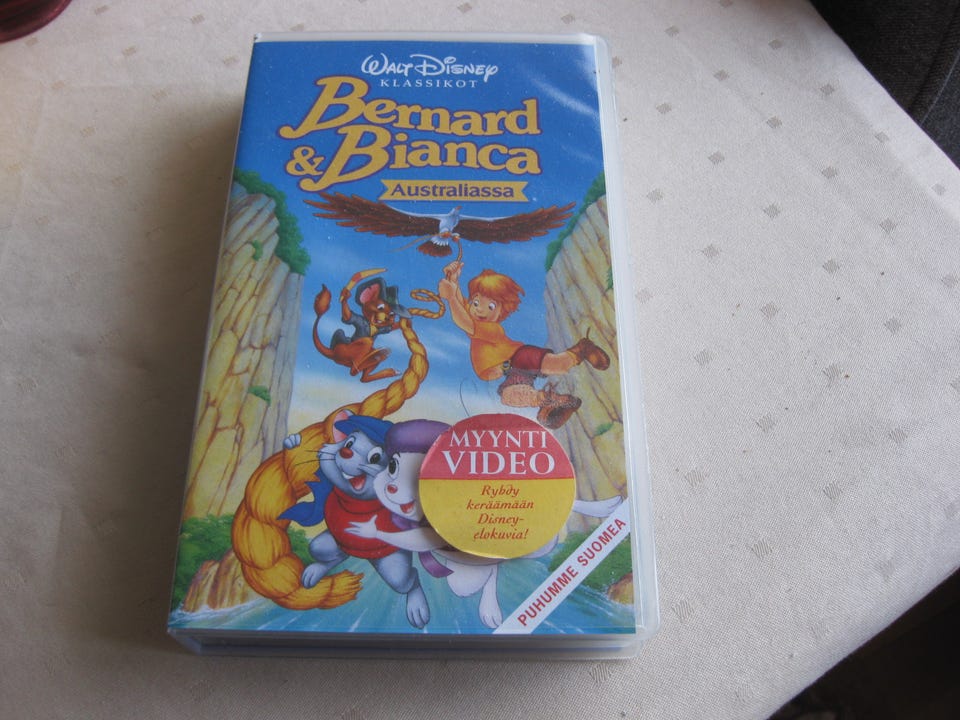 WALT DISNEY
KLASSIKOT
Bernard
& Bianca
Australiassa
MYYNTI
VIDEO
Ryhdy
keräämään
Disney-
elokuvia!
PUHUMME SUOMEA